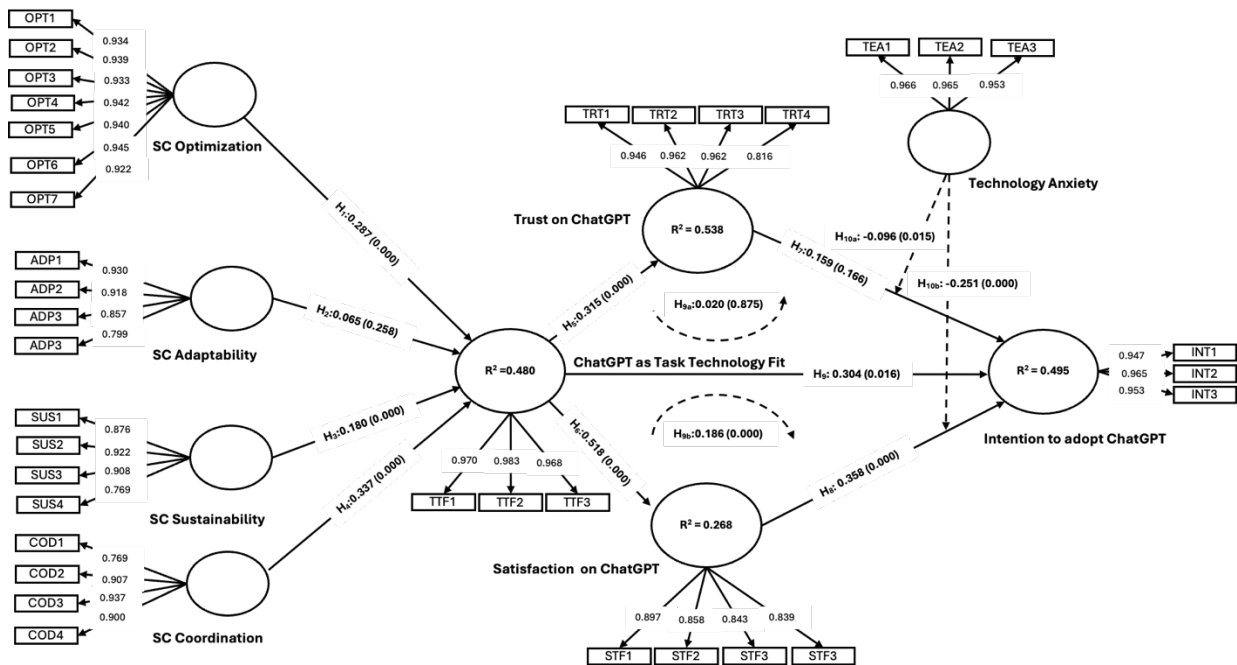 OPT1
OPT2
OPT3
OPT4
OPT5
OPT6
OPT7
0.934
0.939
0.933
0.942
0.940
0.945
0.922
SC Optimization
ADP1
ADP2
ADP3
ADP3
0.930
0.918
0.857
0.799
SC Adaptability
SUS1
SUS2
SUS3
SUS4
0.876
0.922
0.908
0.769
SC Sustainability
COD1
COD2
COD3
COD4
0.769
0.907
0.937
0.900
SC Coordination
H1:0.287 (0.000)
H2:0.065 (0.258)
H3:0.180 (0.000)
H4:0.337 (0.000)
R² =0.480
ChatGPT as Task Technology Fit
0.970 0.983 0.968
TTF1 TTF2 TTF3
H5:0.315 (0.000)
H6:0.518 (0.000)
TRT1 TRT2 TRT3 TRT4
0.946 0.962 0.962 0.816
Trust on ChatGPT
R² = 0.538
H9a:0.020 (0.875)
H9: 0.304 (0.016)
H9b:0.186 (0.000)
R² = 0.268
Satisfaction on ChatGPT
0.897 0.858 0.843 0.839
STF1 STF2 STF3 STF3
TEA1 TEA2 TEA3
0.966 0.965 0.953
Technology Anxiety
H10a: -0.096 (0.015)
H7:0.159 (0.166)
H10b: -0.251 (0.000)
H8: 0.358 (0.000)
R² = 0.495
Intention to adopt ChatGPT
0.947
0.965
0.953
INT1
INT2
INT3